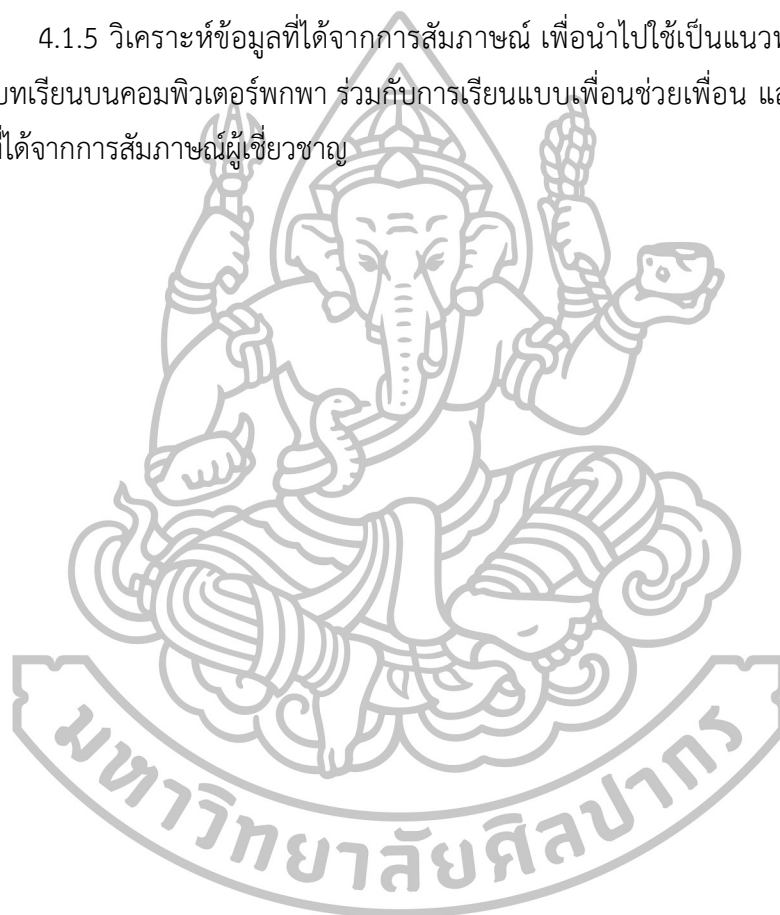 4.1.5 วิเคราะห์ข้อมูลที่ได้จากการสัมภาษณ์ เพื่อนำไปใช้เป็นแนวท
บทเรียนบนคอมพิวเตอร์พกพา ร่วมกับการเรียนแบบเพื่อนช่วยเพื่อน แล
ที่ได้จากการสัมภาษณ์ผู้เชี่ยวชาญ
มหาวิทยาลัยศิลปากร